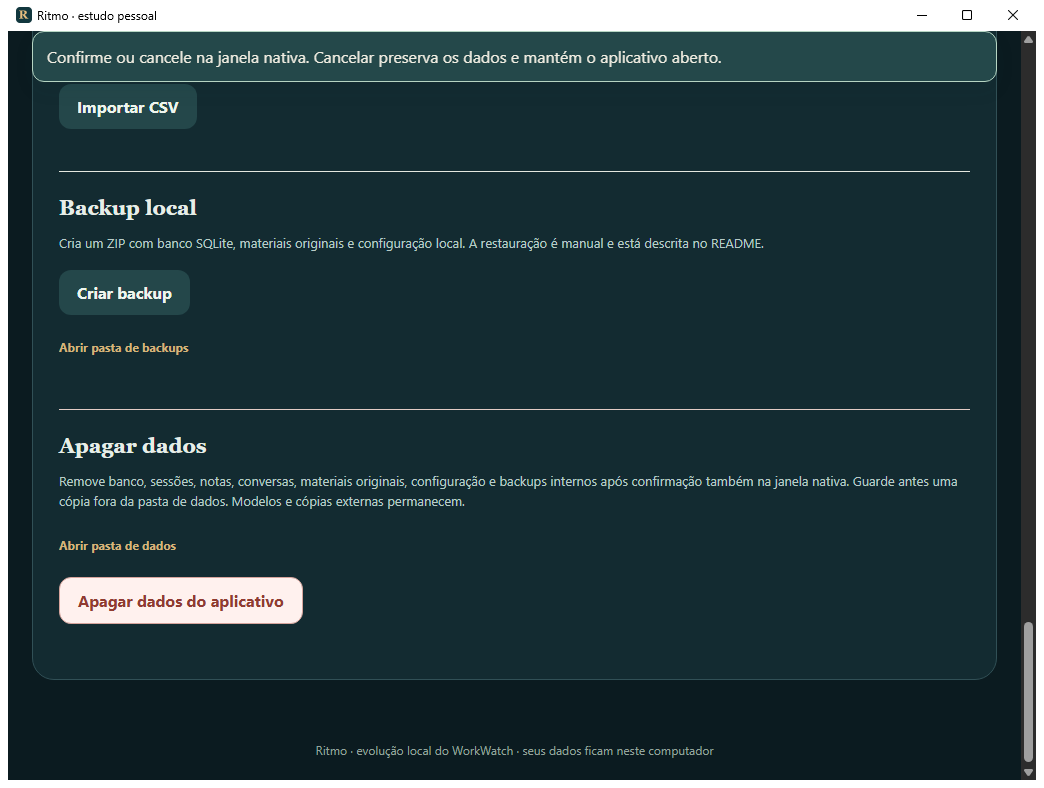 R Ritmo · estudo pessoal
Confirme ou cancele na janela nativa. Cancelar preserva os dados e mantém o aplicativo aberto.
Importar CSV
Backup local
Cria um ZIP com banco SQLite, materiais originais e configuração local. A restauração é manual e está descrita no README.
Criar backup
Abrir pasta de backups
Apagar dados
Remove banco, sessões, notas, conversas, materiais originais, configuração e backups internos após confirmação também na janela nativa. Guarde antes uma
cópia fora da pasta de dados. Modelos e cópias externas permanecem.
Abrir pasta de dados
Apagar dados do aplicativo
Ritmo · evolução local do WorkWatch · seus dados ficam neste computador